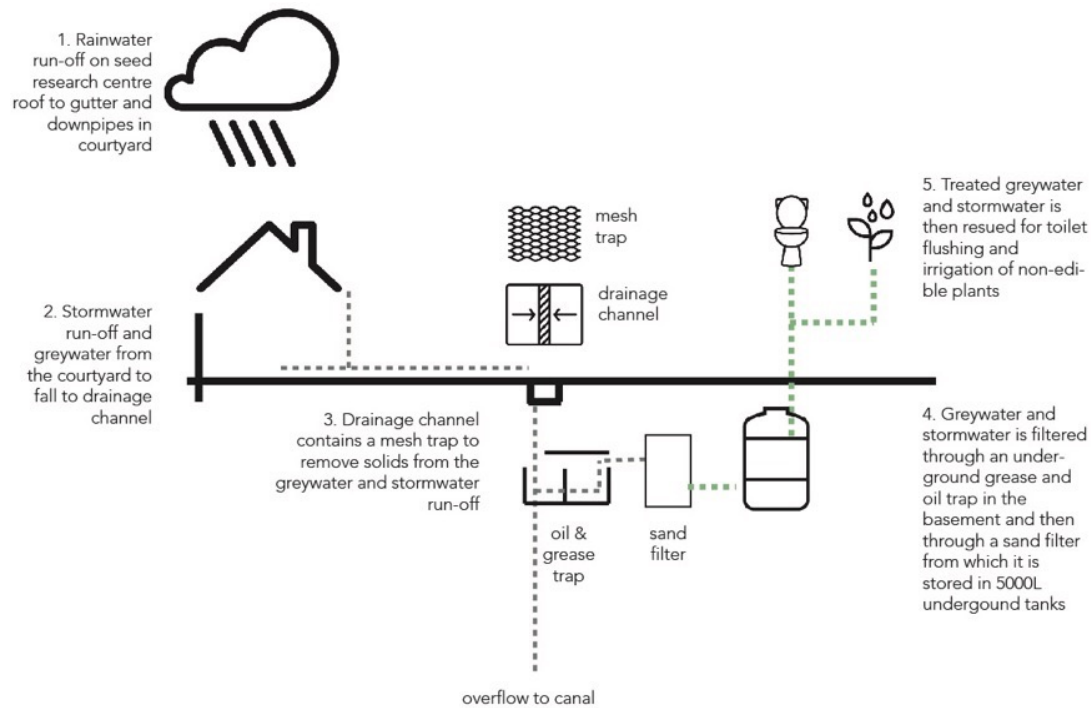 1. Rainwater
run-off on seed
research centre
roof to gutter and
downpipes in
courtyard
mesh
trap
drainage
channel
5. Treated greywater
and stormwater is
then resued for toilet
flushing and
irrigation of non-edi-
ble plants
2. Stormwater
run-off and
greywater from
the courtyard to
fall to drainage
channel
3. Drainage channel
contains a mesh trap to
remove solids from the
greywater and stormwater
run-off
oil &
grease
trap
sand
filter
4. Greywater and
stormwater is filtered
through an under-
ground grease and
oil trap in the
basement and then
through a sand filter
from which it is
stored in 5000L
undergound tanks
overflow to canal